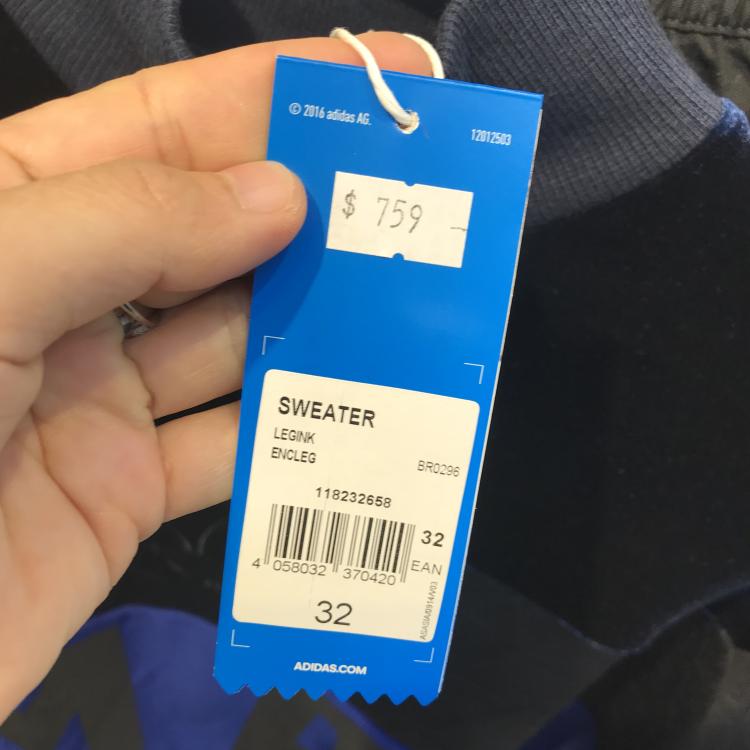 © 2016 adidas AG.
12012503
$ 759 —
SWEATER
LEGINK
ENCLEG
BR0296
118232658
32
4 058032 370420 EAN
32
ADIDAS.COM